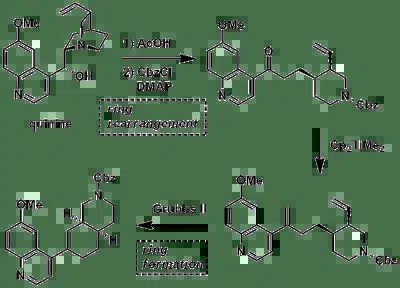 OMe
1) AcOH
2) CbzCl
DMAP
N
OH
N
quinine
ring
rearrangement
OMe
O
N
N
Cbz
Cp2TiMe2
Cbz
N
OMe
H
H
N
Grubbs II
ring
formation
OMe
N
N
Cbz